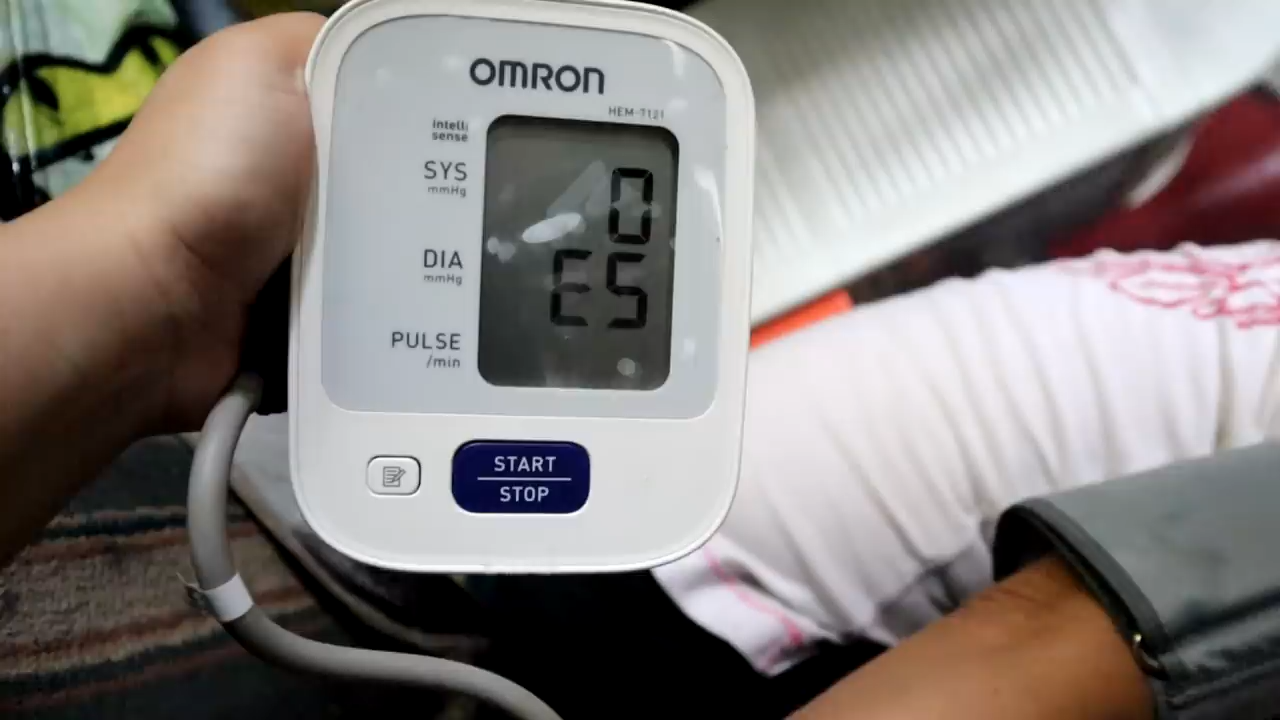 OMRON
HEM-7121
intelli
sense
SYS
mmHg
0
DIA
mmHg
E5
PULSE
/min
START
STOP